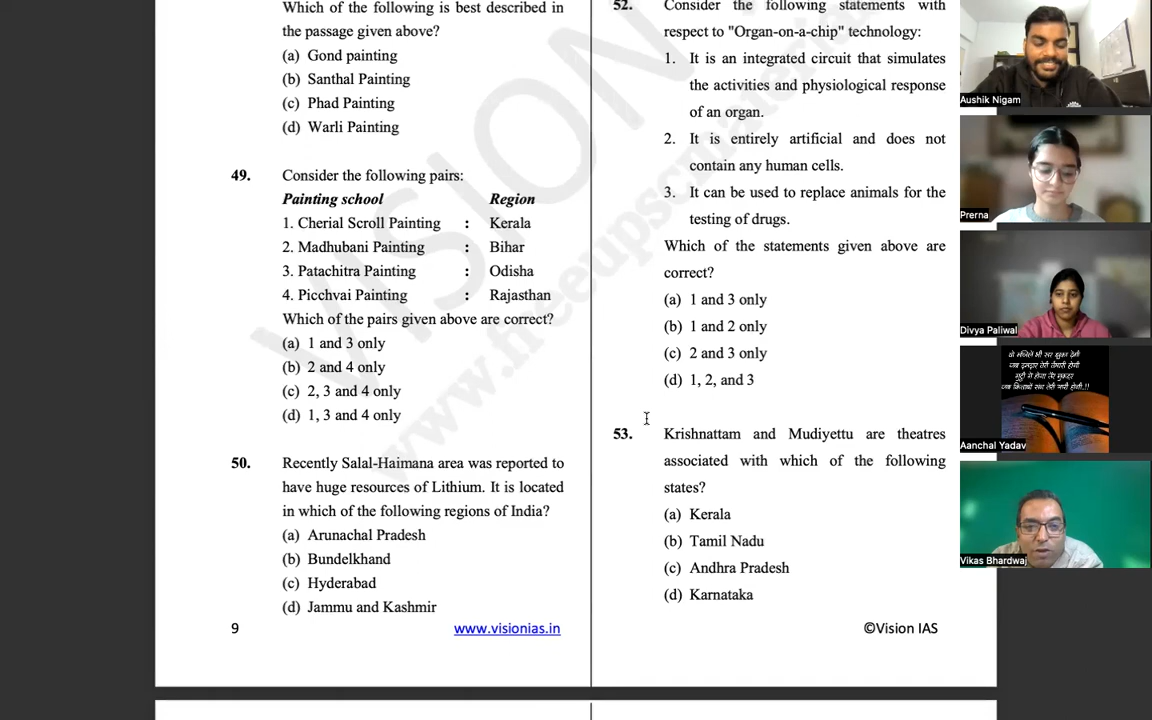 Which of the following is best described in
the passage given above?
(a) Gond painting
(b) Santhal Painting
(c) Phad Painting
(d) Warli Painting
49. Consider the following pairs:
Painting school Region
1. Cherial Scroll Painting : Kerala
2. Madhubani Painting : Bihar
3. Patachitra Painting : Odisha
4. Picchvai Painting : Rajasthan
Which of the pairs given above are correct?
(a) 1 and 3 only
(b) 2 and 4 only
(c) 2, 3 and 4 only
(d) 1, 3 and 4 only
50. Recently Salal-Haimana area was reported to
have huge resources of Lithium. It is located
in which of the following regions of India?
(a) Arunachal Pradesh
(b) Bundelkhand
(c) Hyderabad
(d) Jammu and Kashmir
9 www.visionias.in
52. Consider the following statements with
respect to "Organ-on-a-chip" technology:
1. It is an integrated circuit that simulates
the activities and physiological response
of an organ.
2. It is entirely artificial and does not
contain any human cells.
3. It can be used to replace animals for the
testing of drugs.
Which of the statements given above are
correct?
(a) 1 and 3 only
(b) 1 and 2 only
(c) 2 and 3 only
(d) 1, 2, and 3
53. Krishnattam and Mudiyettu are theatres
associated with which of the following
states?
(a) Kerala
(b) Tamil Nadu
(c) Andhra Pradesh
(d) Karnataka
©Vision IAS
VISION
Aushik Nigam
Prerna
Divya Paliwal
वो मंजिलें भी सर झुका देगी
Aanchal Yadav
Vikas Bhardwaj